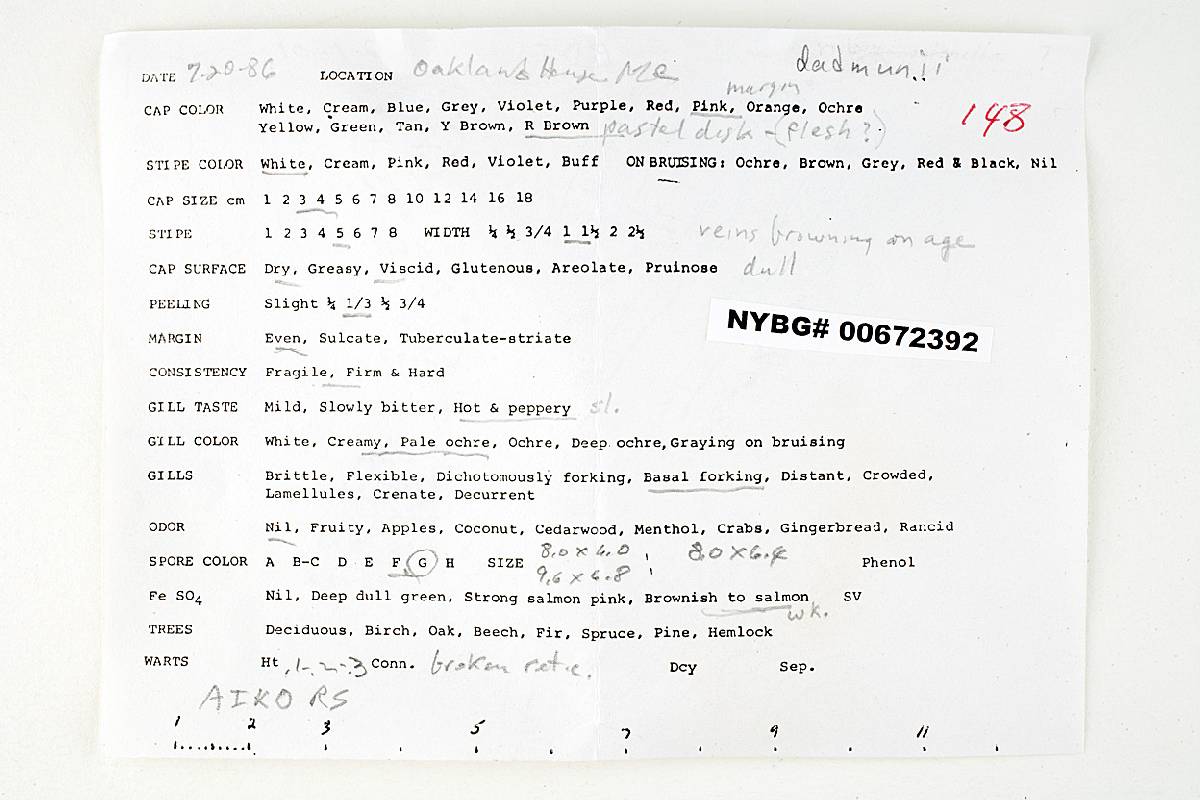 dadmunii
DATE 7-20-86 LOCATION Oakland House Me
margin
CAP COLOR White, Cream, Blue, Grey, Violet, Purple, Red, Pink, Orange, Ochre
148
Yellow, Green, Tan, Y Brown, R Brown pastel disk - (flesh?)
STIPE COLOR White, Cream, Pink, Red, Violet, Buff ON BRUISING: Ochre, Brown, Grey, Red & Black, Nil
CAP SIZE cm 1 2 3 4 5 6 7 8 10 12 14 16 18
STIPE 1 2 3 4 5 6 7 8 WIDTH ¼ ½ 3/4 1 1½ 2 2½ veins browning on age
CAP SURFACE Dry, Greasy, Viscid, Glutenous, Areolate, Pruinose dull
PEELING Slight ¼ 1/3 ½ 3/4
NYBG# 00672392
MARGIN Even, Sulcate, Tuberculate-striate
CONSISTENCY Fragile, Firm & Hard
GILL TASTE Mild, Slowly bitter, Hot & peppery sl.
GILL COLOR White, Creamy, Pale ochre, Ochre, Deep ochre, Graying on bruising
GILLS Brittle, Flexible, Dichotomously forking, Basal forking, Distant, Crowded,
Lamellules, Crenate, Decurrent
ODOR Nil, Fruity, Apples, Coconut, Cedarwood, Menthol, Crabs, Gingerbread, Rancid
8.0 x 6.0 8.0 x 6.4
SPORE COLOR A B-C D E F G H SIZE Phenol
9.6 x 6.8
Fe SO4 Nil, Deep dull green, Strong salmon pink, Brownish to salmon SV
wk.
TREES Deciduous, Birch, Oak, Beech, Fir, Spruce, Pine, Hemlock
WARTS Ht .1-.2-.3 Conn. broken retic. Dcy Sep.
AIKO RS
1 2 3 5 7 9 11